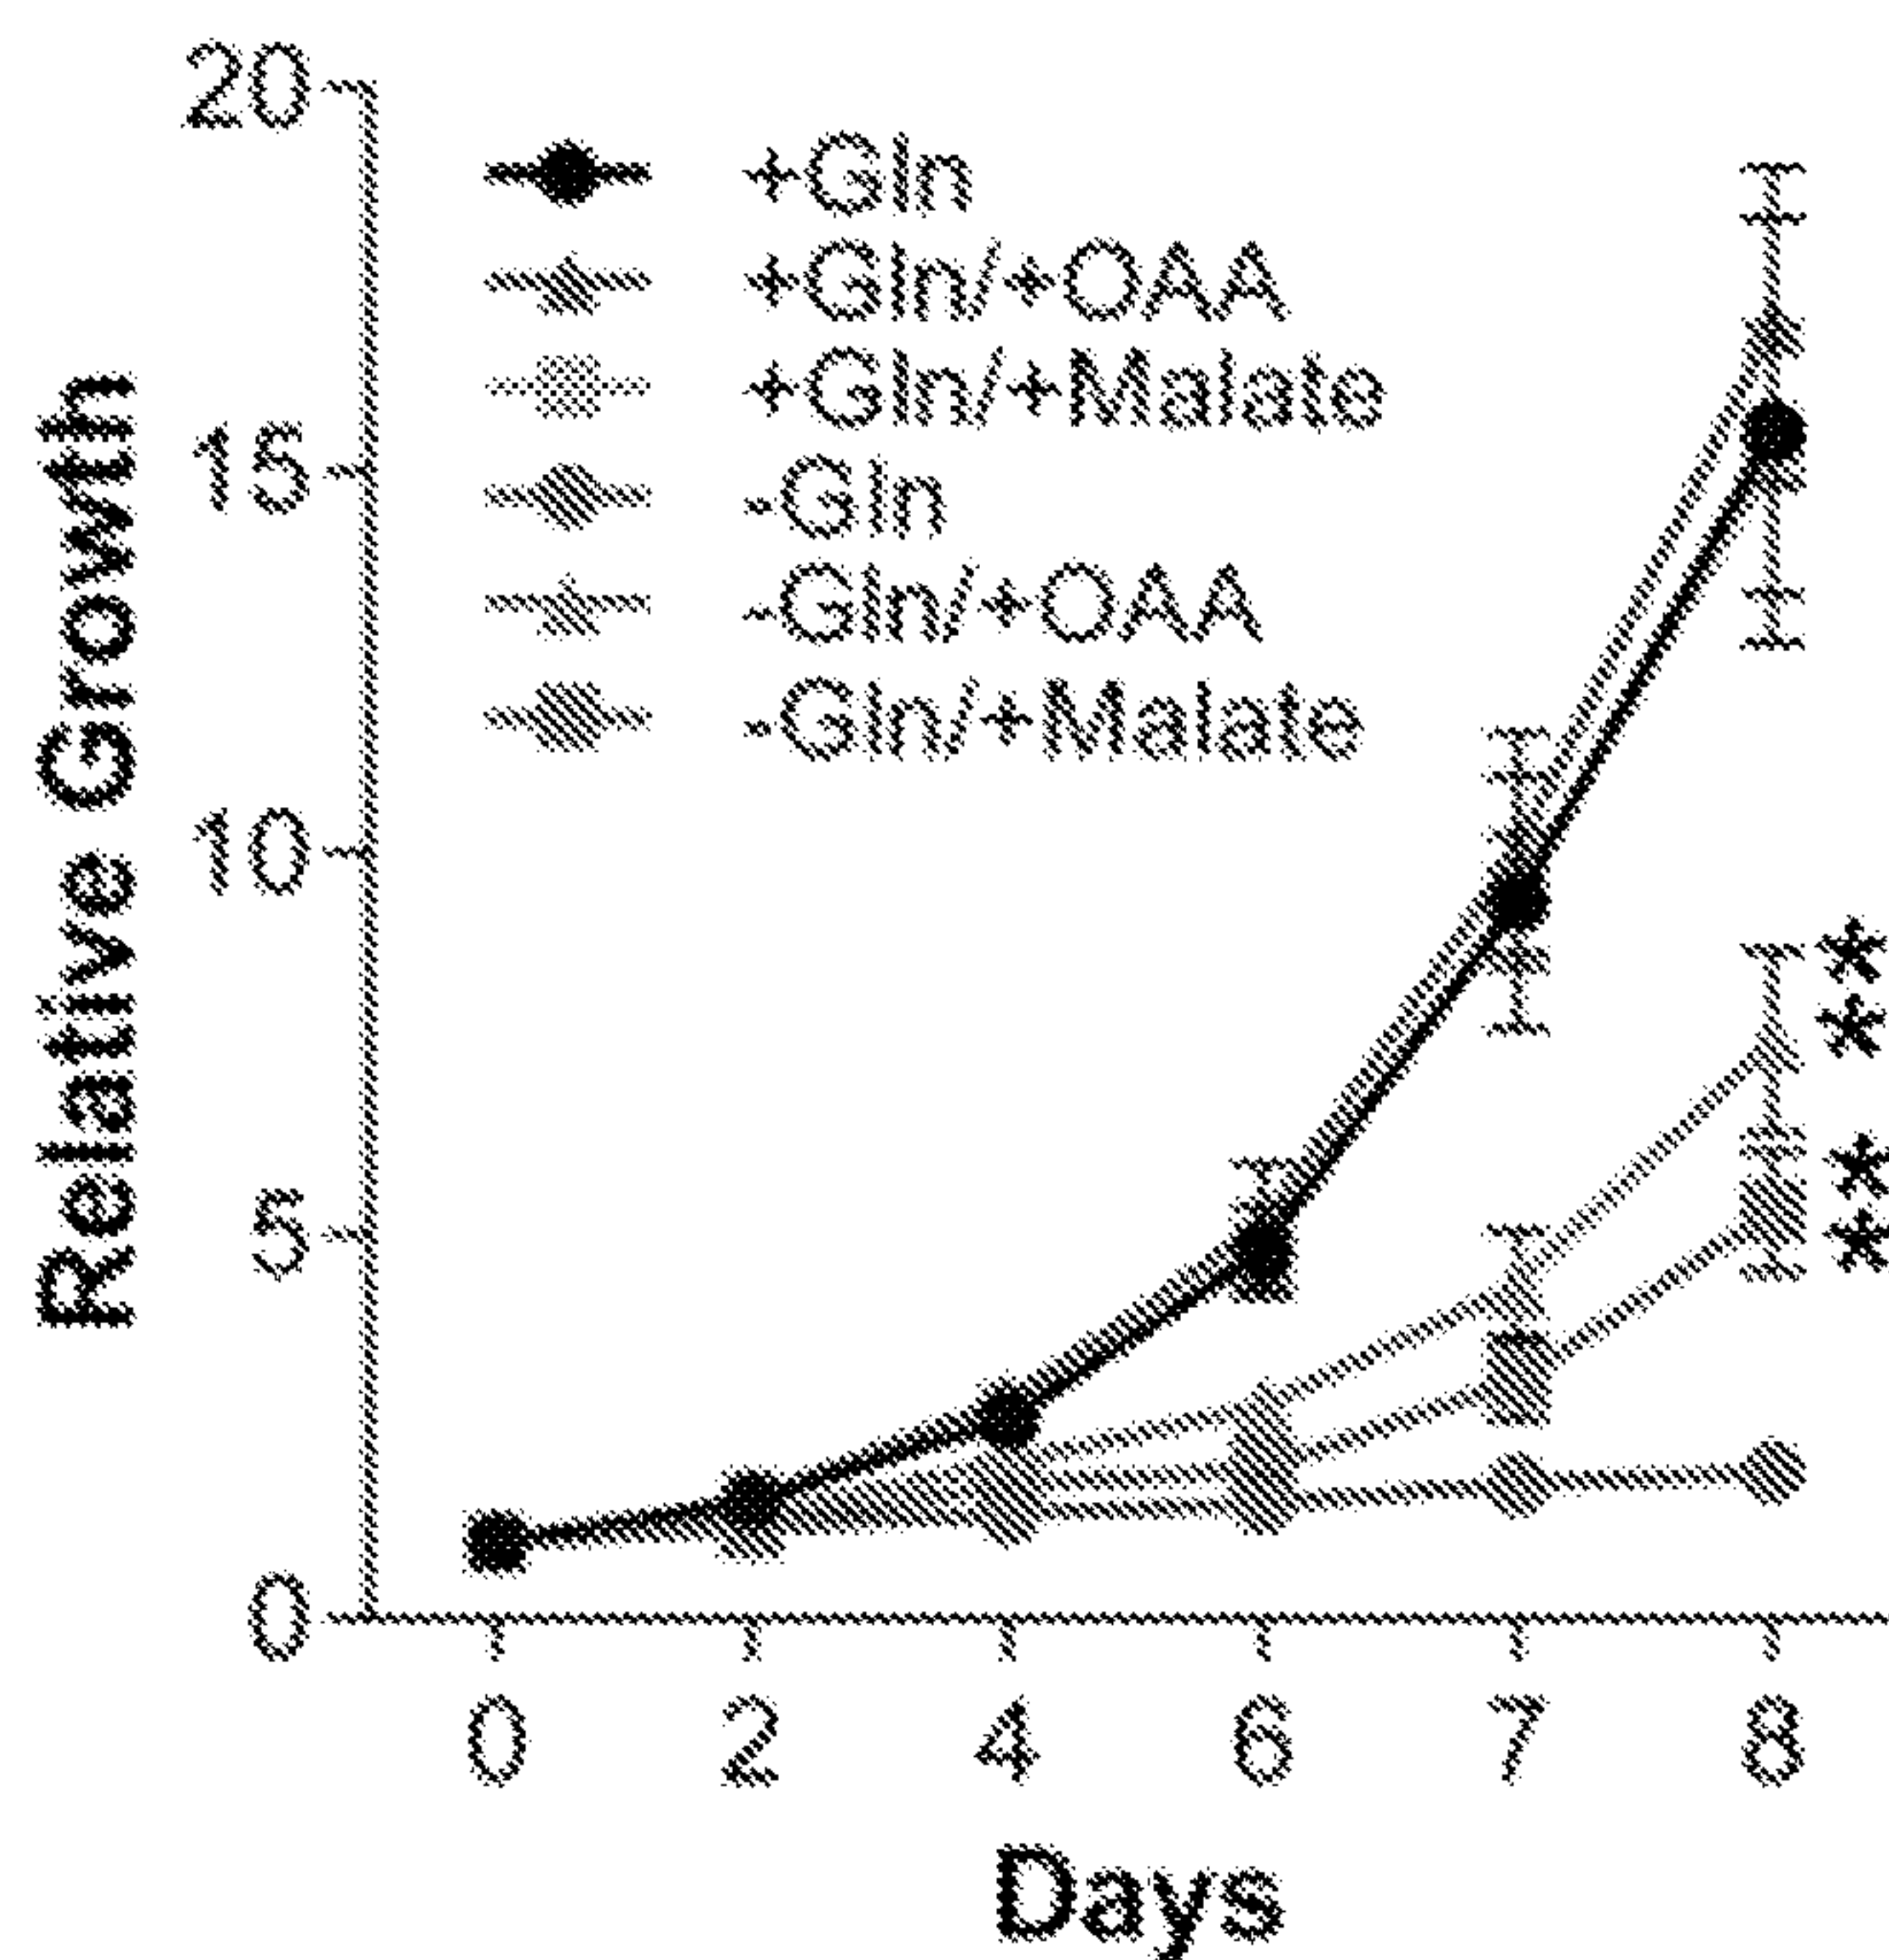 Relative Growth
20
15
10
5
0
+Gln
+Gln/+OAA
+Gln/+Malate
-Gln
-Gln/+OAA
-Gln/+Malate
*
*
*
*
0 2 4 6 7 8
Days